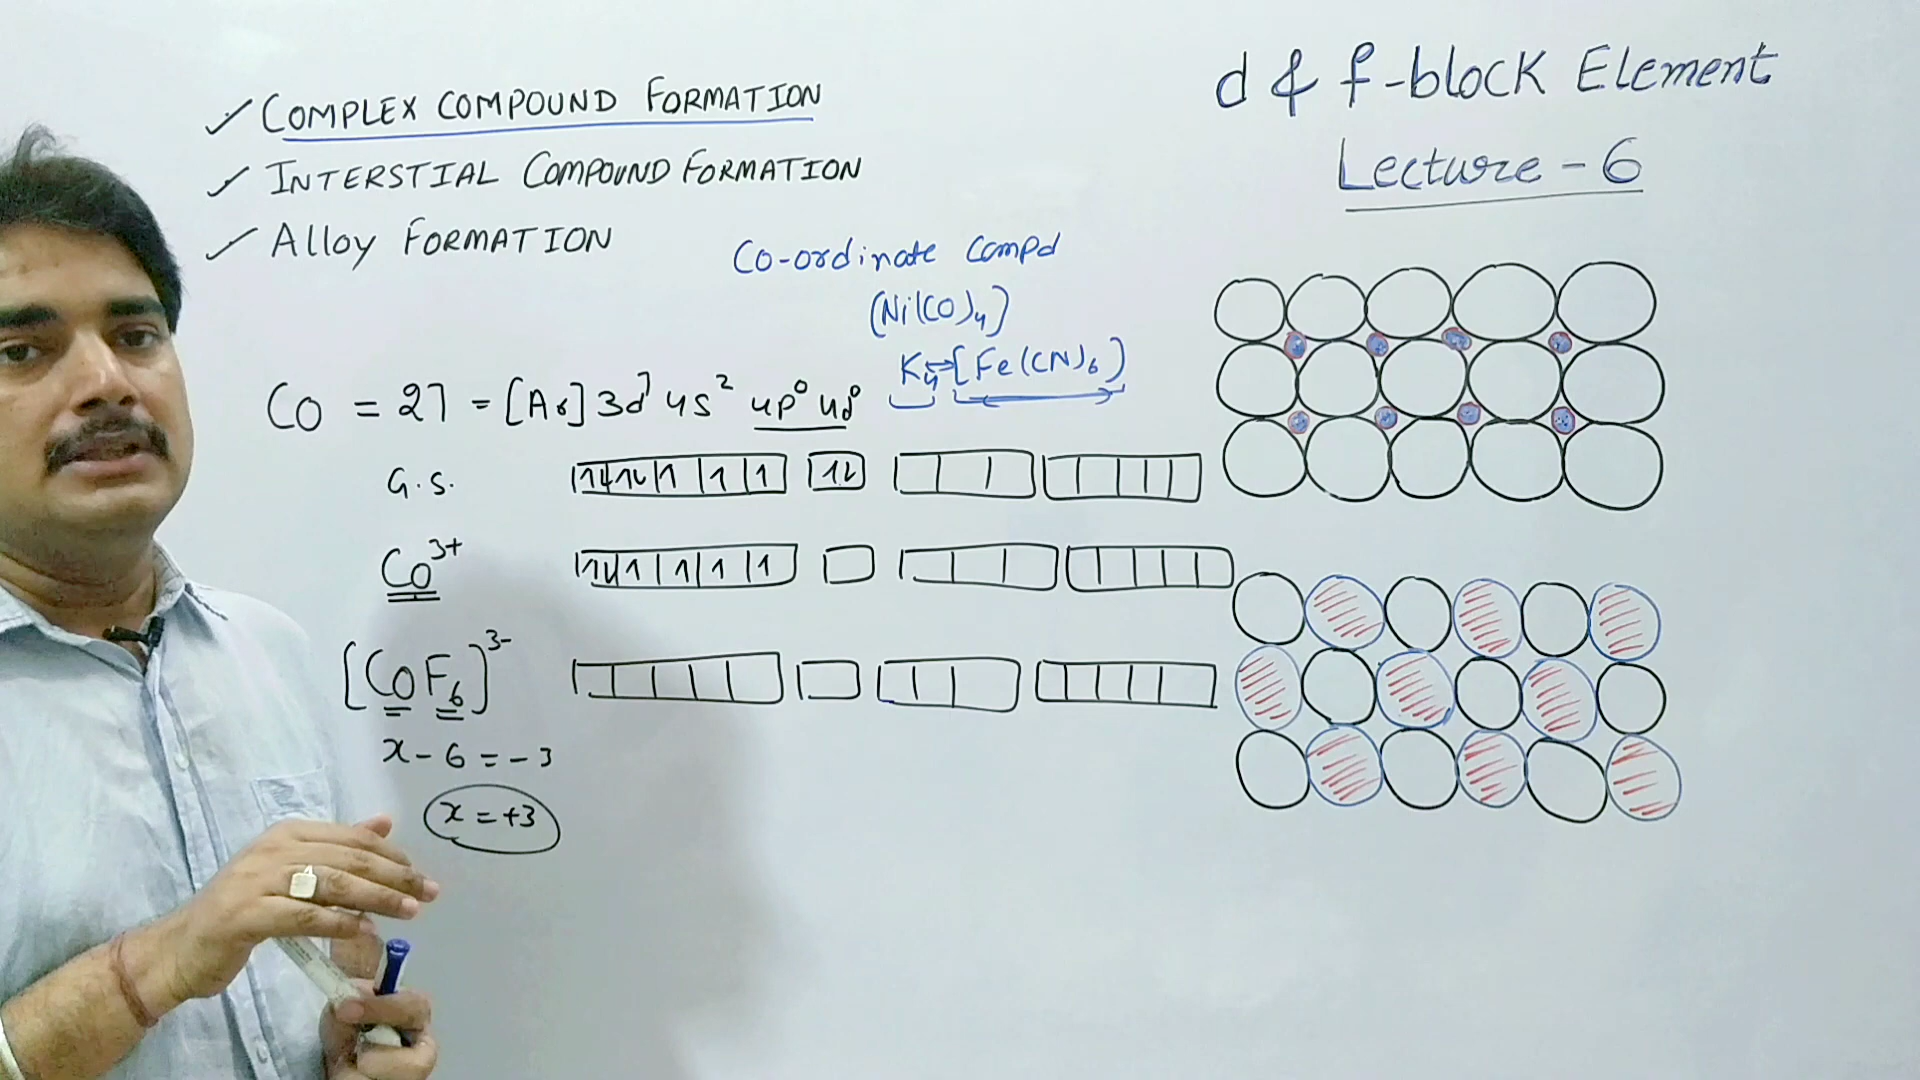 d & f-block Element
Lecture - 6
✓ COMPLEX COMPOUND FORMATION
✓ INTERSTIAL COMPOUND FORMATION
✓ Alloy FORMATION
Co-ordinate Compd
[Ni(CO)4]
K4[Fe(CN)6]
Co = 27 = [Ar] 3d⁷ 4s² 4p⁰ 4d⁰
G.S.
Co³⁺
[CoF₆]³⁻
x - 6 = - 3
x = +3